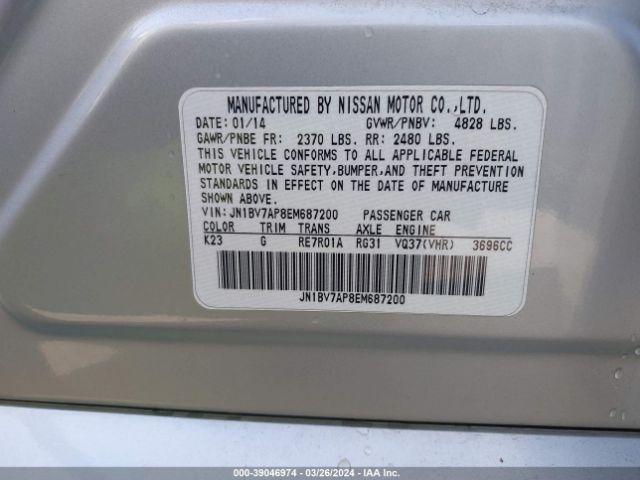 MANUFACTURED BY NISSAN MOTOR CO.,LTD.
DATE: 01/14 GVWR/PNBV: 4828 LBS.
GAWR/PNBE FR: 2370 LBS. RR: 2480 LBS.
THIS VEHICLE CONFORMS TO ALL APPLICABLE FEDERAL
MOTOR VEHICLE SAFETY,BUMPER,AND THEFT PREVENTION
STANDARDS IN EFFECT ON THE DATE OF MANUFACTURE
SHOWN ABOVE.
VIN:JN1BV7AP8EM687200 PASSENGER CAR
COLOR TRIM TRANS AXLE ENGINE
K23 G RE7R01A RG31 VQ37(VHR) 3696CC
JN1BV7AP8EM687200
000-39046974 | 03/26/2024 - IAA Inc.